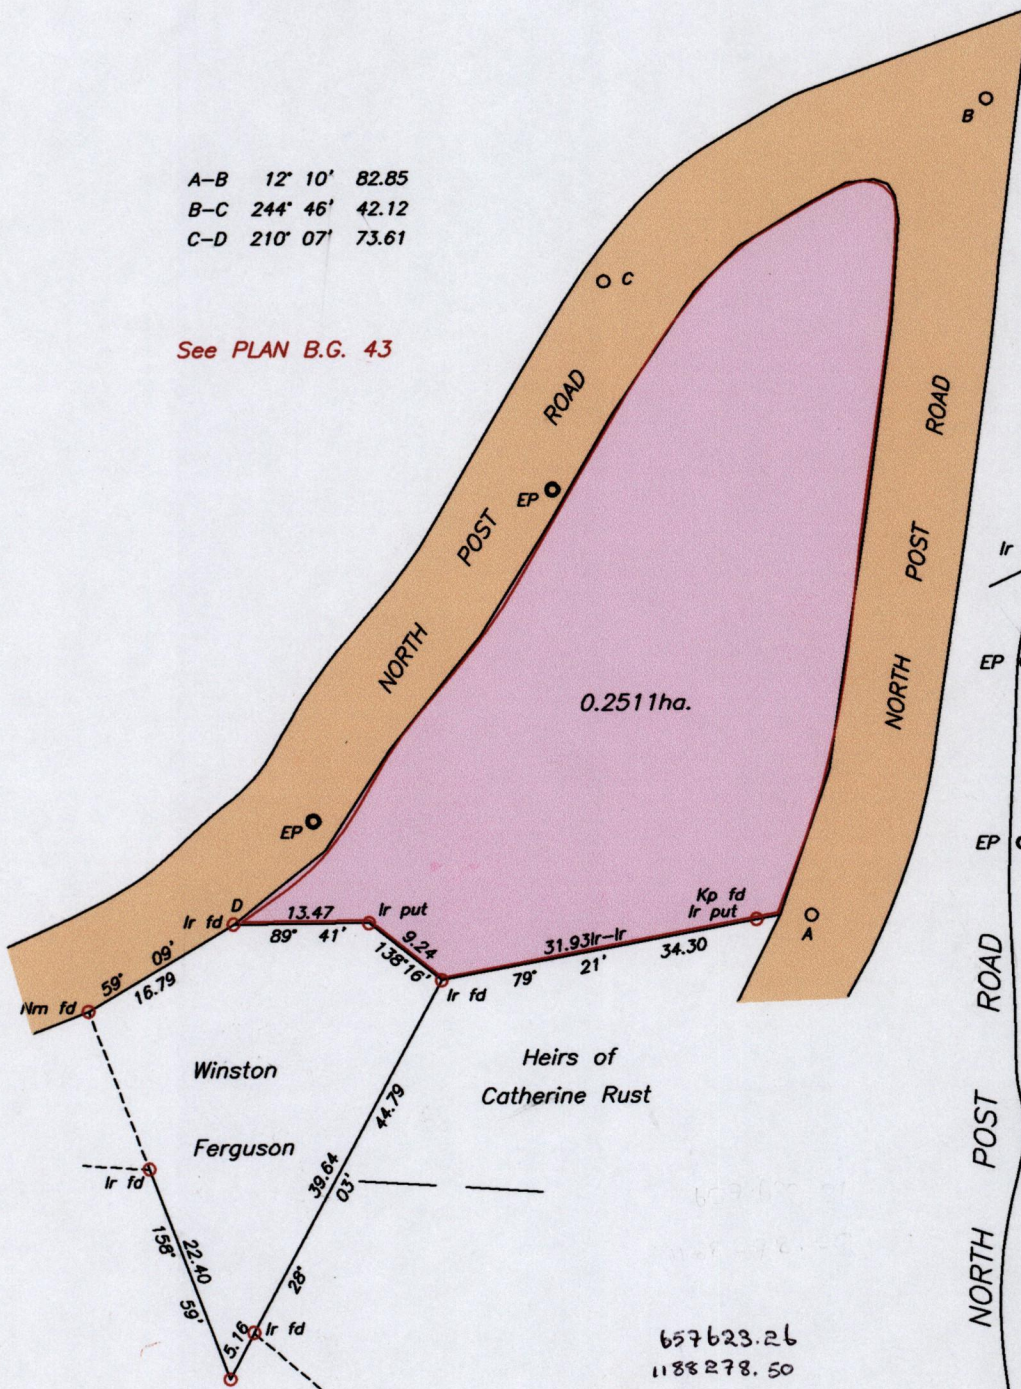 A-B 12° 10' 82.85
B-C 244° 46' 42.12
C-D 210° 07' 73.61
See PLAN B.G. 43
B
C
NORTH POST ROAD
EP
NORTH POST ROAD
Ir
EP
0.2511ha.
EP
EP
D
Ir fd
13.47
89° 41'
Ir put
9.24
138° 16'
Kp fd
Ir put
31.93Ir-Ir
79° 21' 34.30
A
Ir fd
59° 09'
16.79
Nm fd
Winston
Ferguson
Heirs of
Catherine Rust
44.79
39.64
28° 03'
Ir fd
22.40
158° 59'
5.16
Ir fd
NORTH POST ROAD
657623.26
1188278.50